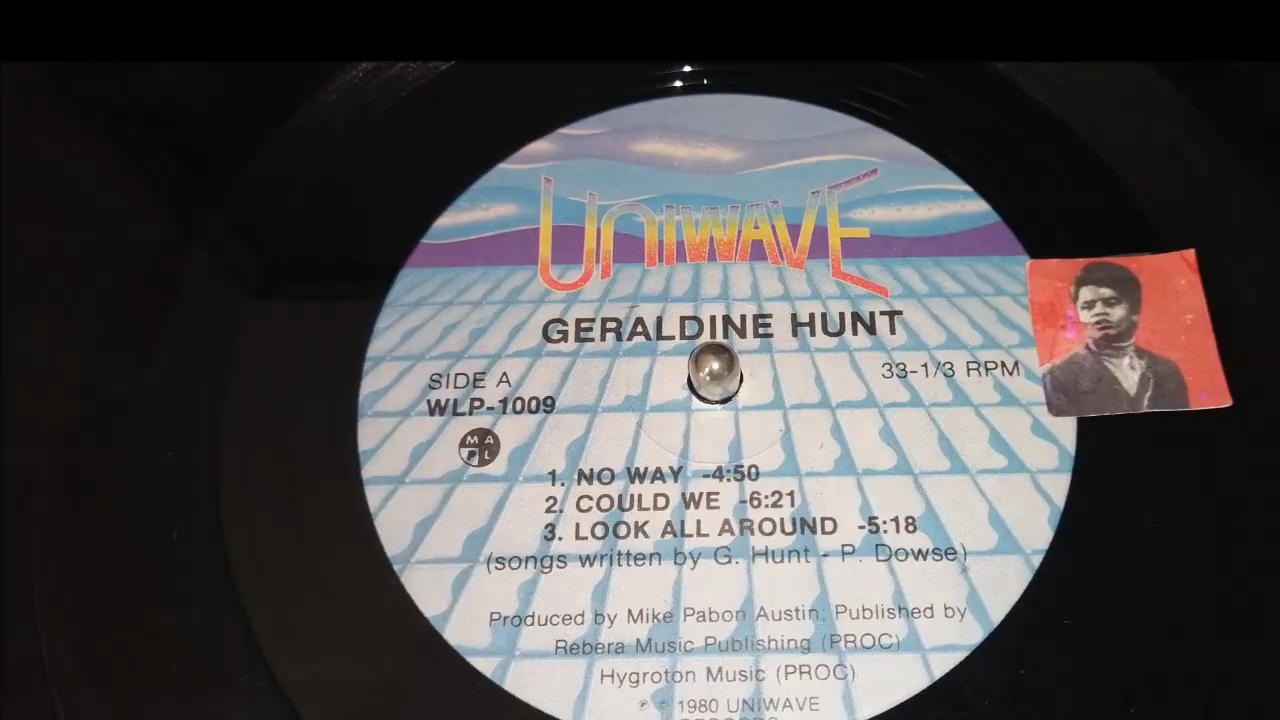 UNIWAVE
GERALDINE HUNT
SIDE A
33-1/3 RPM
WLP-1009
M A
P L
1. NO WAY -4:50
2. COULD WE -6:21
3. LOOK ALL AROUND -5:18
(songs written by G. Hunt - P. Dowse)
Produced by Mike Pabon Austin; Published by
Rebera Music Publishing (PROC)
Hygroton Music (PROC)
℗ © 1980 UNIWAVE